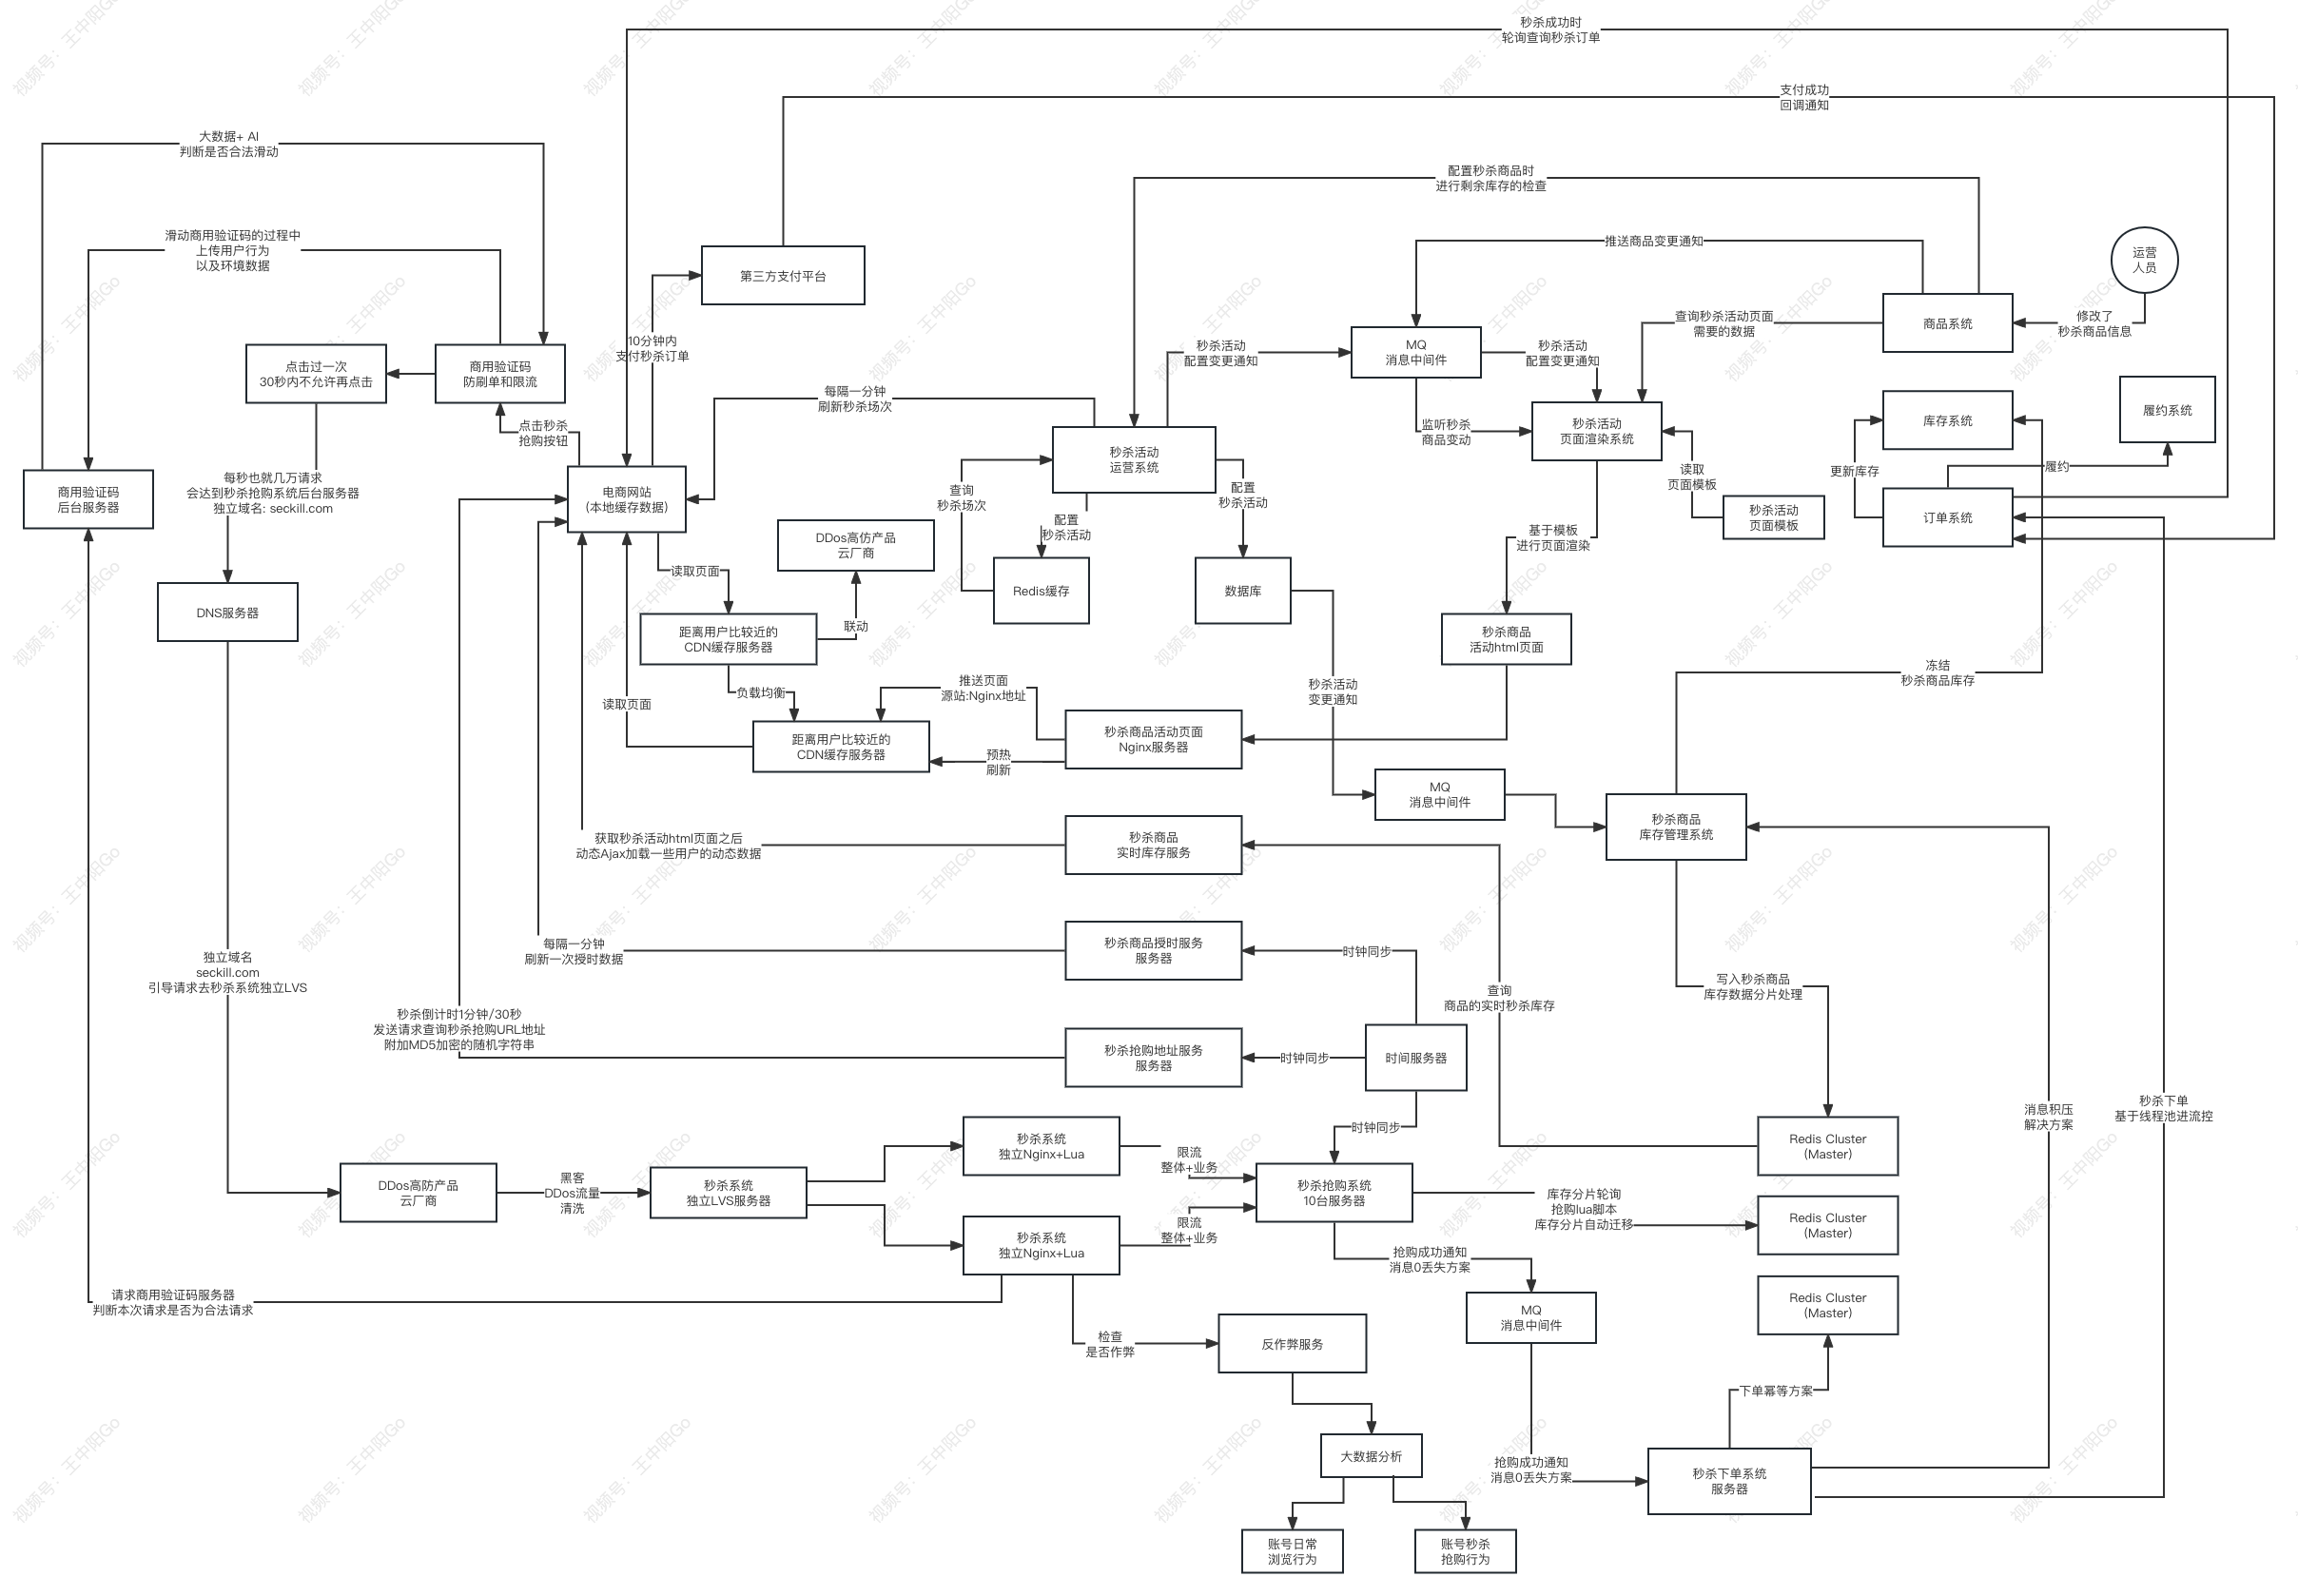 秒杀成功时
轮询查询秒杀订单
支付成功
回调通知
大数据+ AI
判断是否合法滑动
配置秒杀商品时
进行剩余库存的检查
滑动商用验证码的过程中
上传用户行为
以及环境数据
第三方支付平台
推送商品变更通知
运营
人员
商品系统
修改了
秒杀商品信息
查询秒杀活动页面
需要的数据
MQ
消息中间件
秒杀活动
配置变更通知
秒杀活动
配置变更通知
10分钟内
支付秒杀订单
点击过一次
30秒内不允许再点击
商用验证码
防刷单和限流
每隔一分钟
刷新秒杀场次
点击秒杀
抢购按钮
监听秒杀
商品变动
秒杀活动
页面渲染系统
库存系统
履约系统
秒杀活动
运营系统
查询
秒杀场次
配置
秒杀活动
配置
秒杀活动
读取
页面模板
更新库存
履约
商用验证码
后台服务器
每秒也就几万请求
会达到秒杀抢购系统后台服务器
独立域名: seckill.com
电商网站
(本地缓存数据)
秒杀活动
页面模板
订单系统
DDos高仿产品
云厂商
基于模板
进行页面渲染
读取页面
Redis缓存
数据库
DNS服务器
距离用户比较近的
CDN缓存服务器
联动
秒杀商品
活动html页面
冻结
秒杀商品库存
负载均衡
推送页面
源站:Nginx地址
秒杀活动
变更通知
读取页面
距离用户比较近的
CDN缓存服务器
预热
刷新
秒杀商品活动页面
Nginx服务器
MQ
消息中间件
秒杀商品
库存管理系统
获取秒杀活动html页面之后
动态Ajax加载一些用户的动态数据
秒杀商品
实时库存服务
每隔一分钟
刷新一次授时数据
秒杀商品授时服务
服务器
时钟同步
独立域名
seckill.com
引导请求去秒杀系统独立LVS
查询
商品的实时秒杀库存
写入秒杀商品
库存数据分片处理
秒杀倒计时1分钟/30秒
发送请求查询秒杀抢购URL地址
附加MD5加密的随机字符串
秒杀抢购地址服务
服务器
时钟同步
时间服务器
时钟同步
消息积压
解决方案
秒杀下单
基于线程池进流控
秒杀系统
独立Nginx+Lua
限流
整体+业务
Redis Cluster
(Master)
DDos高防产品
云厂商
黑客
DDos流量
清洗
秒杀系统
独立LVS服务器
秒杀抢购系统
10台服务器
库存分片轮询
抢购lua脚本
库存分片自动迁移
Redis Cluster
(Master)
秒杀系统
独立Nginx+Lua
限流
整体+业务
抢购成功通知
消息0丢失方案
Redis Cluster
(Master)
请求商用验证码服务器
判断本次请求是否为合法请求
MQ
消息中间件
检查
是否作弊
反作弊服务
下单幂等方案
大数据分析
抢购成功通知
消息0丢失方案
秒杀下单系统
服务器
账号日常
浏览行为
账号秒杀
抢购行为
视频号：王中阳Go